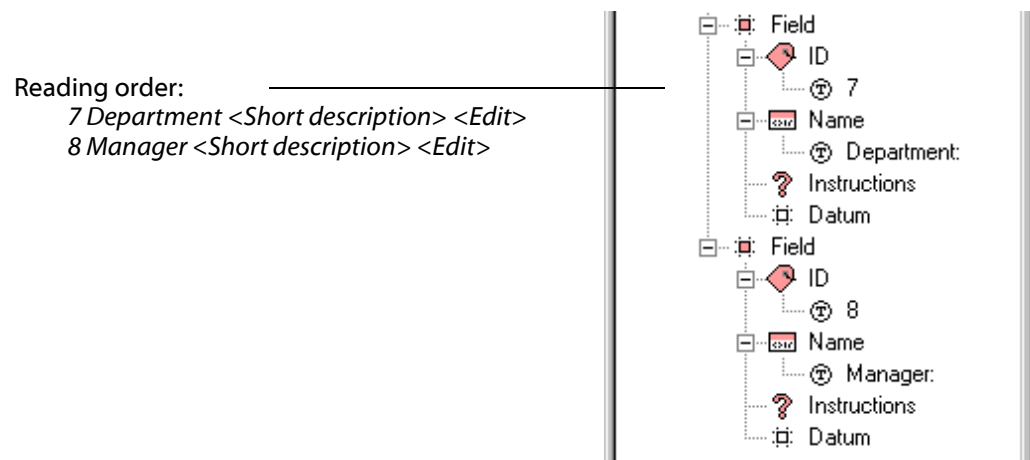 Reading order:
7 Department <Short description> <Edit>
8 Manager <Short description> <Edit>
Field
ID
7
Name
Department:
Instructions
Datum
Field
ID
8
Name
Manager:
Instructions
Datum